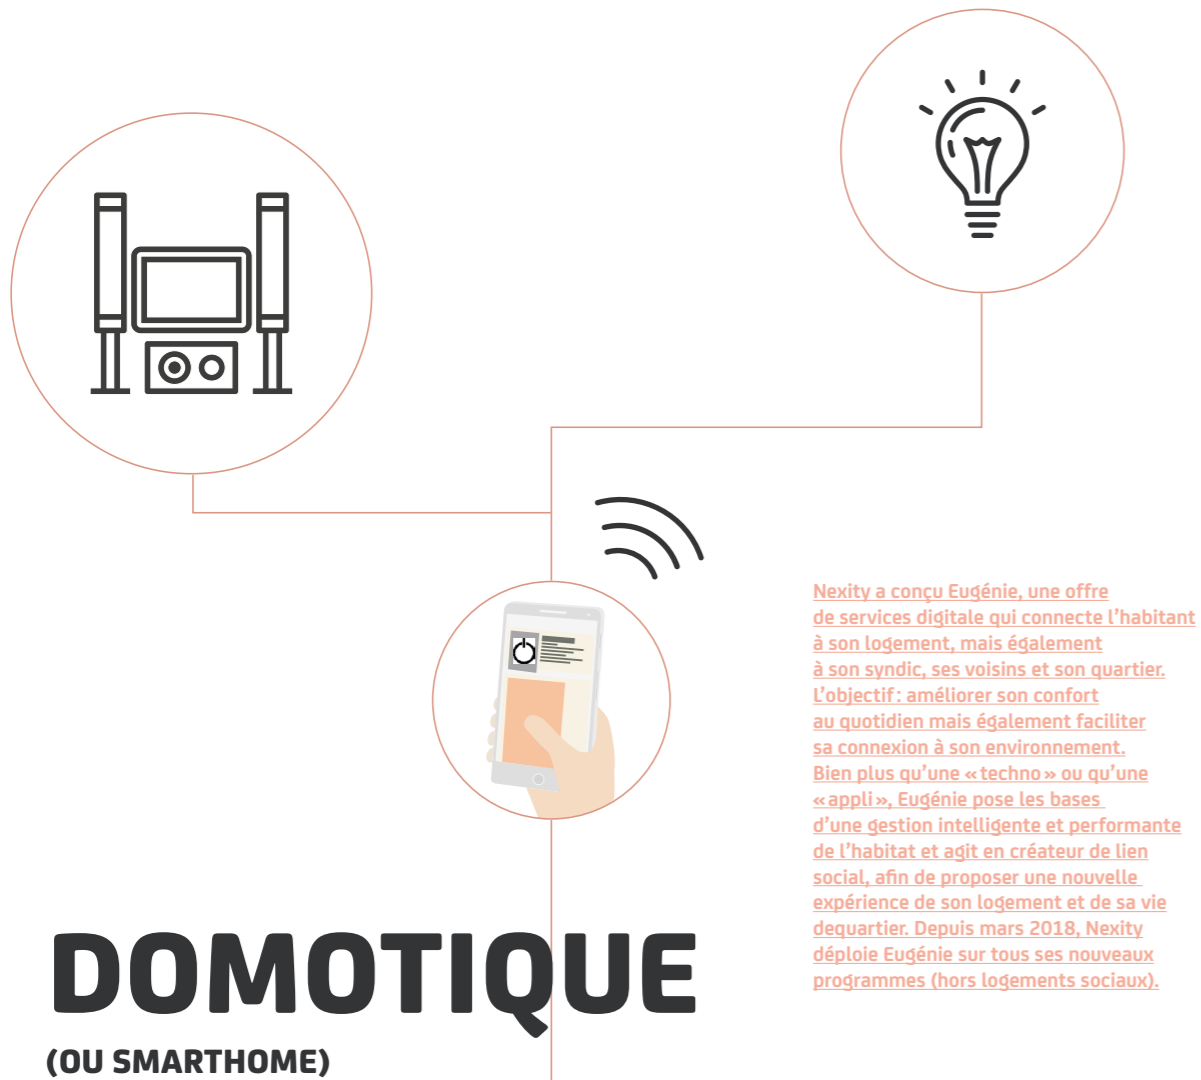 Nexity a conçu Eugénie, une offre
de services digitale qui connecte l’habitant
à son logement, mais également
à son syndic, ses voisins et son quartier.
L’objectif : améliorer son confort
au quotidien mais également faciliter
sa connexion à son environnement.
Bien plus qu’une « techno » ou qu’une
« appli », Eugénie pose les bases
d’une gestion intelligente et performante
de l’habitat et agit en créateur de lien
social, afin de proposer une nouvelle
expérience de son logement et de sa vie
dequartier. Depuis mars 2018, Nexity
déploie Eugénie sur tous ses nouveaux
programmes (hors logements sociaux).
DOMOTIQUE
(OU SMARTHOME)